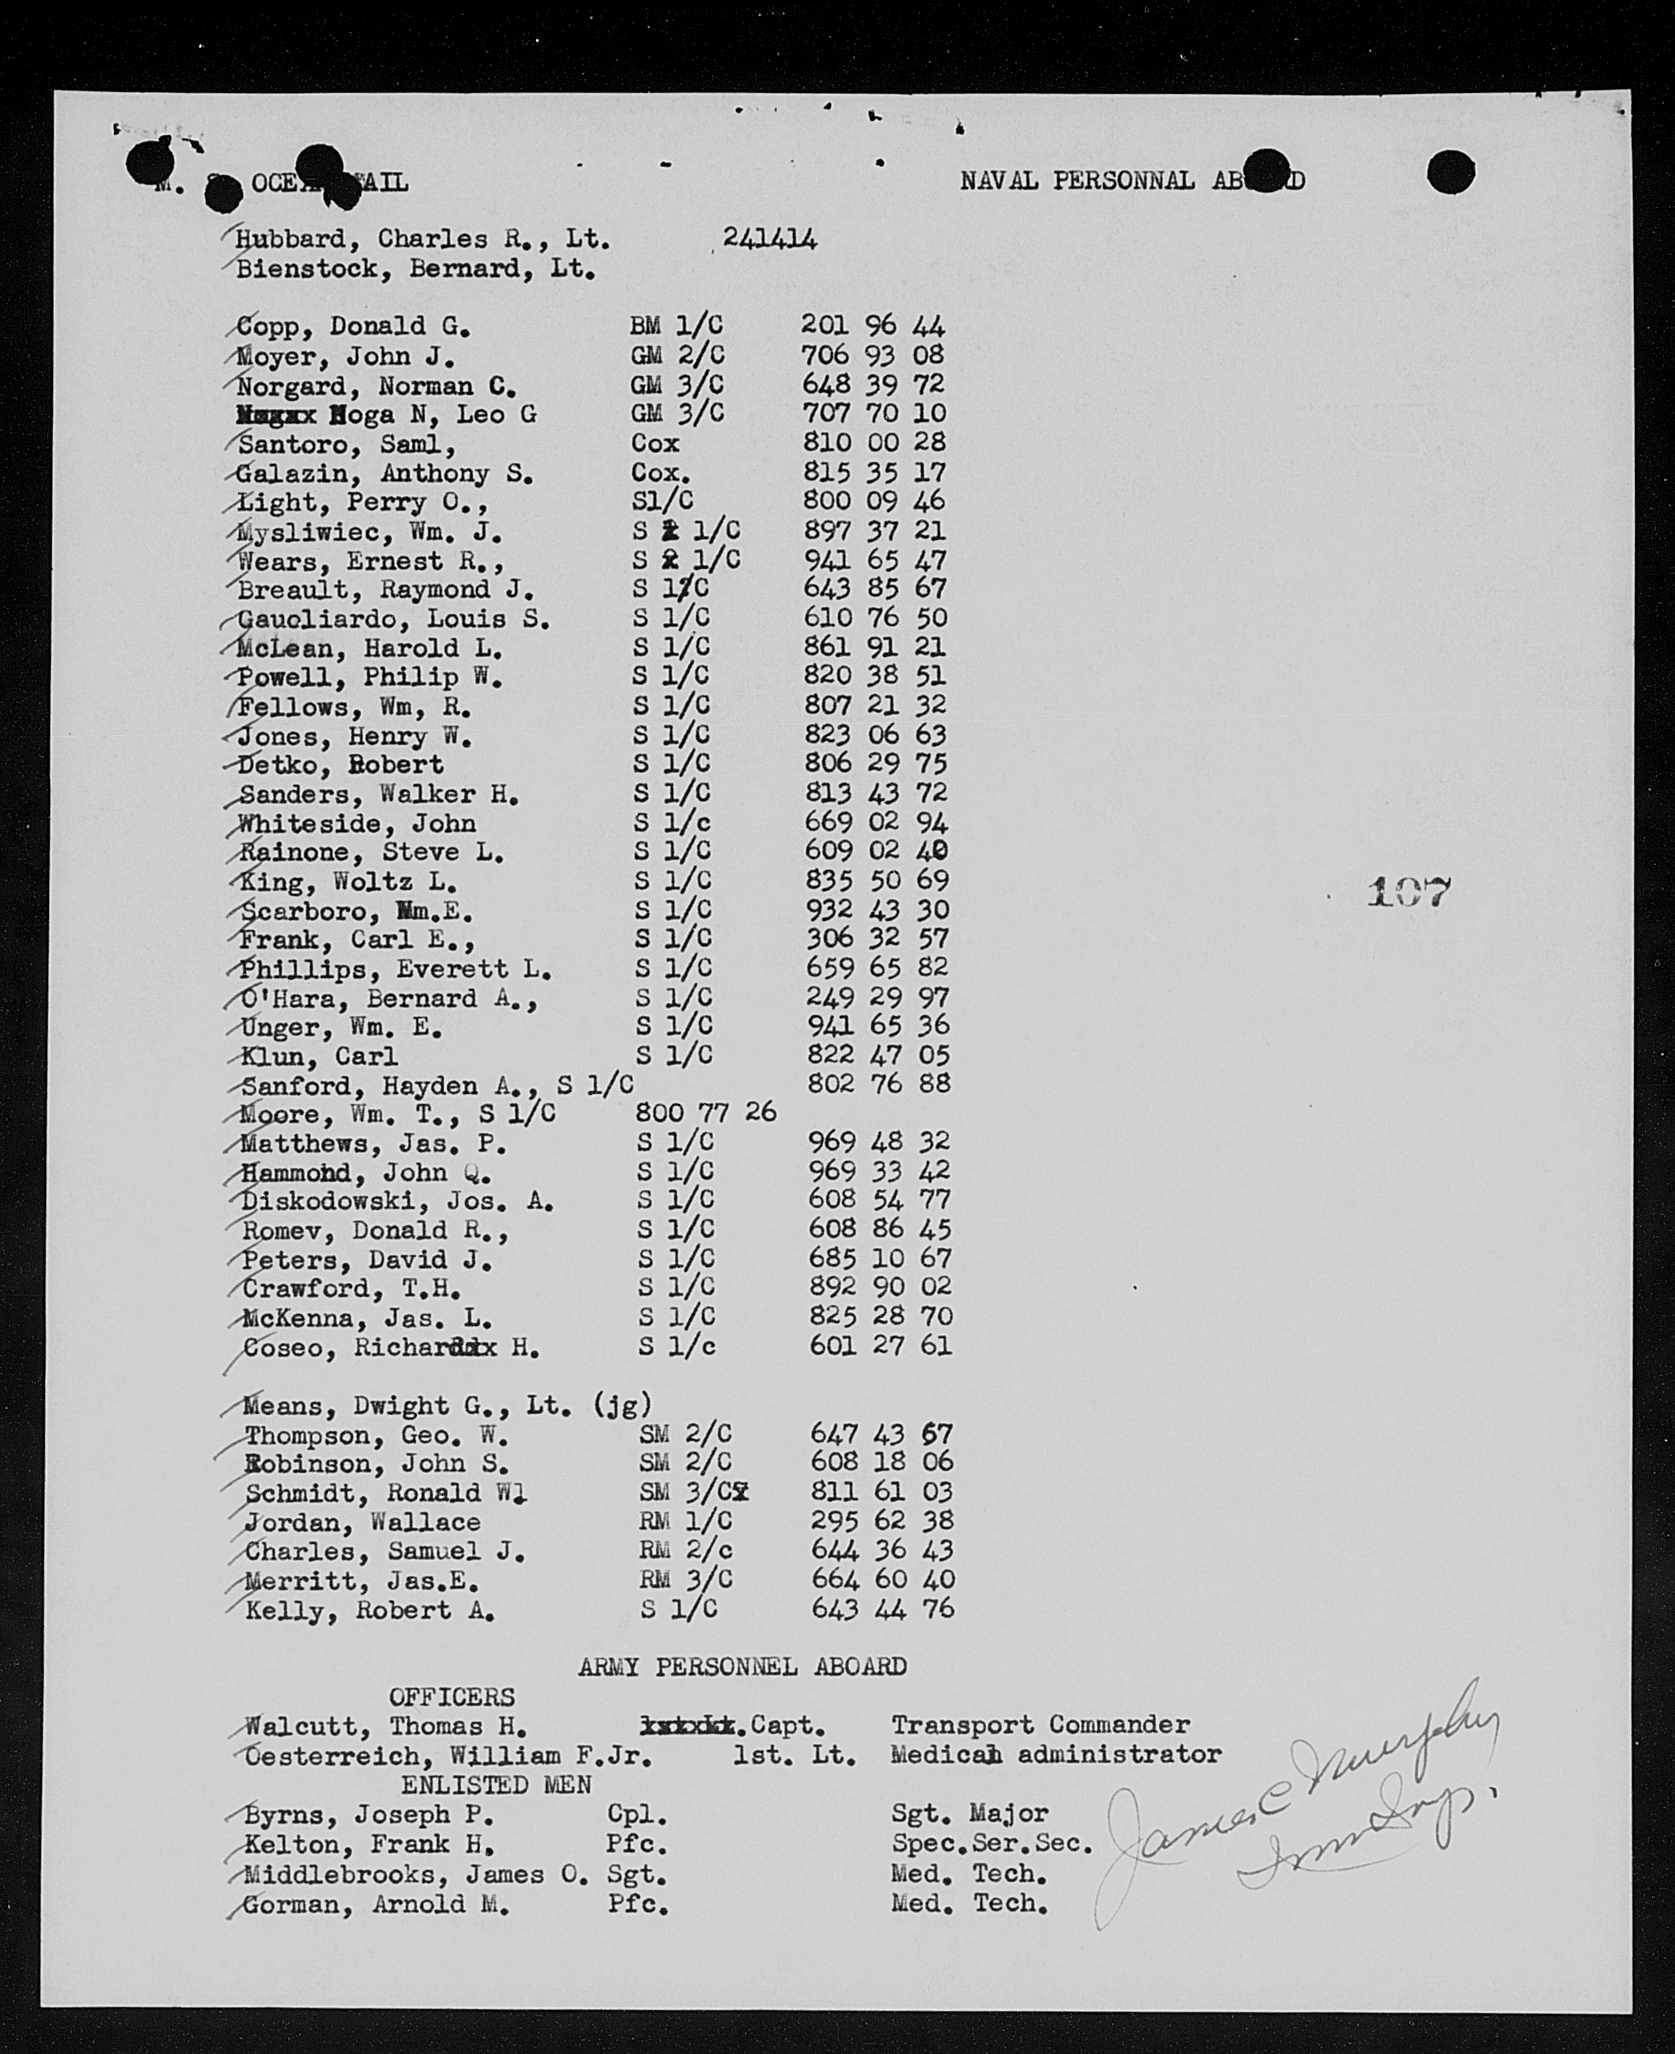 M. S. OCEAN MAIL NAVAL PERSONNAL ABOARD
Hubbard, Charles R., Lt. 241414
Bienstock, Bernard, Lt.
Copp, Donald G. BM 1/C 201 96 44
Moyer, John J. GM 2/C 706 93 08
Norgard, Norman C. GM 3/C 648 39 72
Hoga N, Leo G GM 3/C 707 70 10
Santoro, Saml, Cox 810 00 28
Galazin, Anthony S. Cox. 815 35 17
Light, Perry O., S1/C 800 09 46
Mysliwiec, Wm. J. S 1/C 897 37 21
Wears, Ernest R., S 1/C 941 65 47
Breault, Raymond J. S 1/C 643 85 67
Gaucliardo, Louis S. S 1/C 610 76 50
McLean, Harold L. S 1/C 861 91 21
Powell, Philip W. S 1/C 820 38 51
Fellows, Wm, R. S 1/C 807 21 32
Jones, Henry W. S 1/C 823 06 63
Detko, Robert S 1/C 806 29 75
Sanders, Walker H. S 1/C 813 43 72
Whiteside, John S 1/c 669 02 94
Rainone, Steve L. S 1/C 609 02 40
King, Woltz L. S 1/C 835 50 69
Scarboro, Wm.E. S 1/C 932 43 30
107
Frank, Carl E., S 1/C 306 32 57
Phillips, Everett L. S 1/C 659 65 82
O'Hara, Bernard A., S 1/C 249 29 97
Unger, Wm. E. S 1/C 941 65 36
Klun, Carl S 1/C 822 47 05
Sanford, Hayden A., S 1/C 802 76 88
Moore, Wm. T., S 1/C 800 77 26
Matthews, Jas. P. S 1/C 969 48 32
Hammond, John Q. S 1/C 969 33 42
Diskodowski, Jos. A. S 1/C 608 54 77
Romev, Donald R., S 1/C 608 86 45
Peters, David J. S 1/C 685 10 67
Crawford, T.H. S 1/C 892 90 02
McKenna, Jas. L. S 1/C 825 28 70
Coseo, Richard H. S 1/c 601 27 61
Means, Dwight G., Lt. (jg)
Thompson, Geo. W. SM 2/C 647 43 67
Robinson, John S. SM 2/C 608 18 06
Schmidt, Ronald Wl SM 3/C 811 61 03
Jordan, Wallace RM 1/C 295 62 38
Charles, Samuel J. RM 2/c 644 36 43
Merritt, Jas.E. RM 3/C 664 60 40
Kelly, Robert A. S 1/C 643 44 76
ARMY PERSONNEL ABOARD
OFFICERS
Walcutt, Thomas H. Capt. Transport Commander
Oesterreich, William F.Jr. 1st. Lt. Medical administrator
ENLISTED MEN
Byrns, Joseph P. Cpl. Sgt. Major
Kelton, Frank H. Pfc. Spec.Ser.Sec.
Middlebrooks, James O. Sgt. Med. Tech.
Gorman, Arnold M. Pfc. Med. Tech.
James C Murphy
Imm Insp.